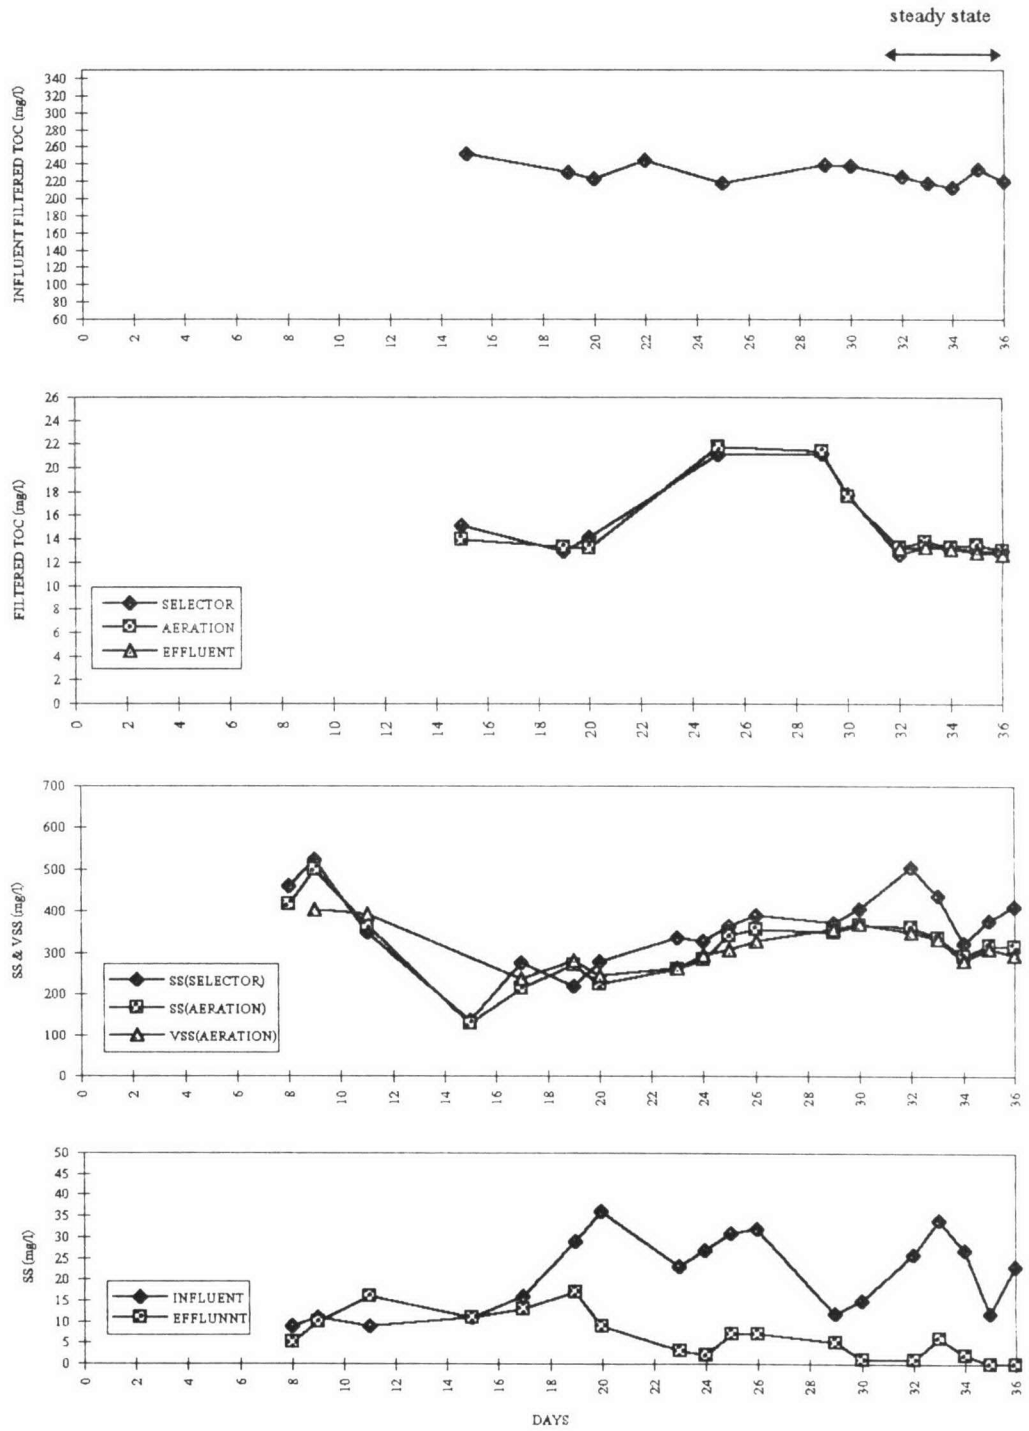 steady state
INFLUENT FILTERED TOC (mg/l)
340
320
300
280
260
240
220
200
180
160
140
120
100
80
60
0 2 4 6 8 10 12 14 16 18 20 22 24 26 28 30 32 34 36
FILTERED TOC (mg/l)
26
24
22
20
18
16
14
12
10
8
6
4
2
0
SELECTOR
AERATION
EFFLUENT
0 2 4 6 8 10 12 14 16 18 20 22 24 26 28 30 32 34 36
SS & VSS (mg/l)
700
600
500
400
300
200
100
0
SS(SELECTOR)
SS(AERATION)
VSS(AERATION)
0 2 4 6 8 10 12 14 16 18 20 22 24 26 28 30 32 34 36
SS (mg/l)
50
45
40
35
30
25
20
15
10
5
0
INFLUENT
EFFLUNNT
0 2 4 6 8 10 12 14 16 18 20 22 24 26 28 30 32 34 36
DAYS